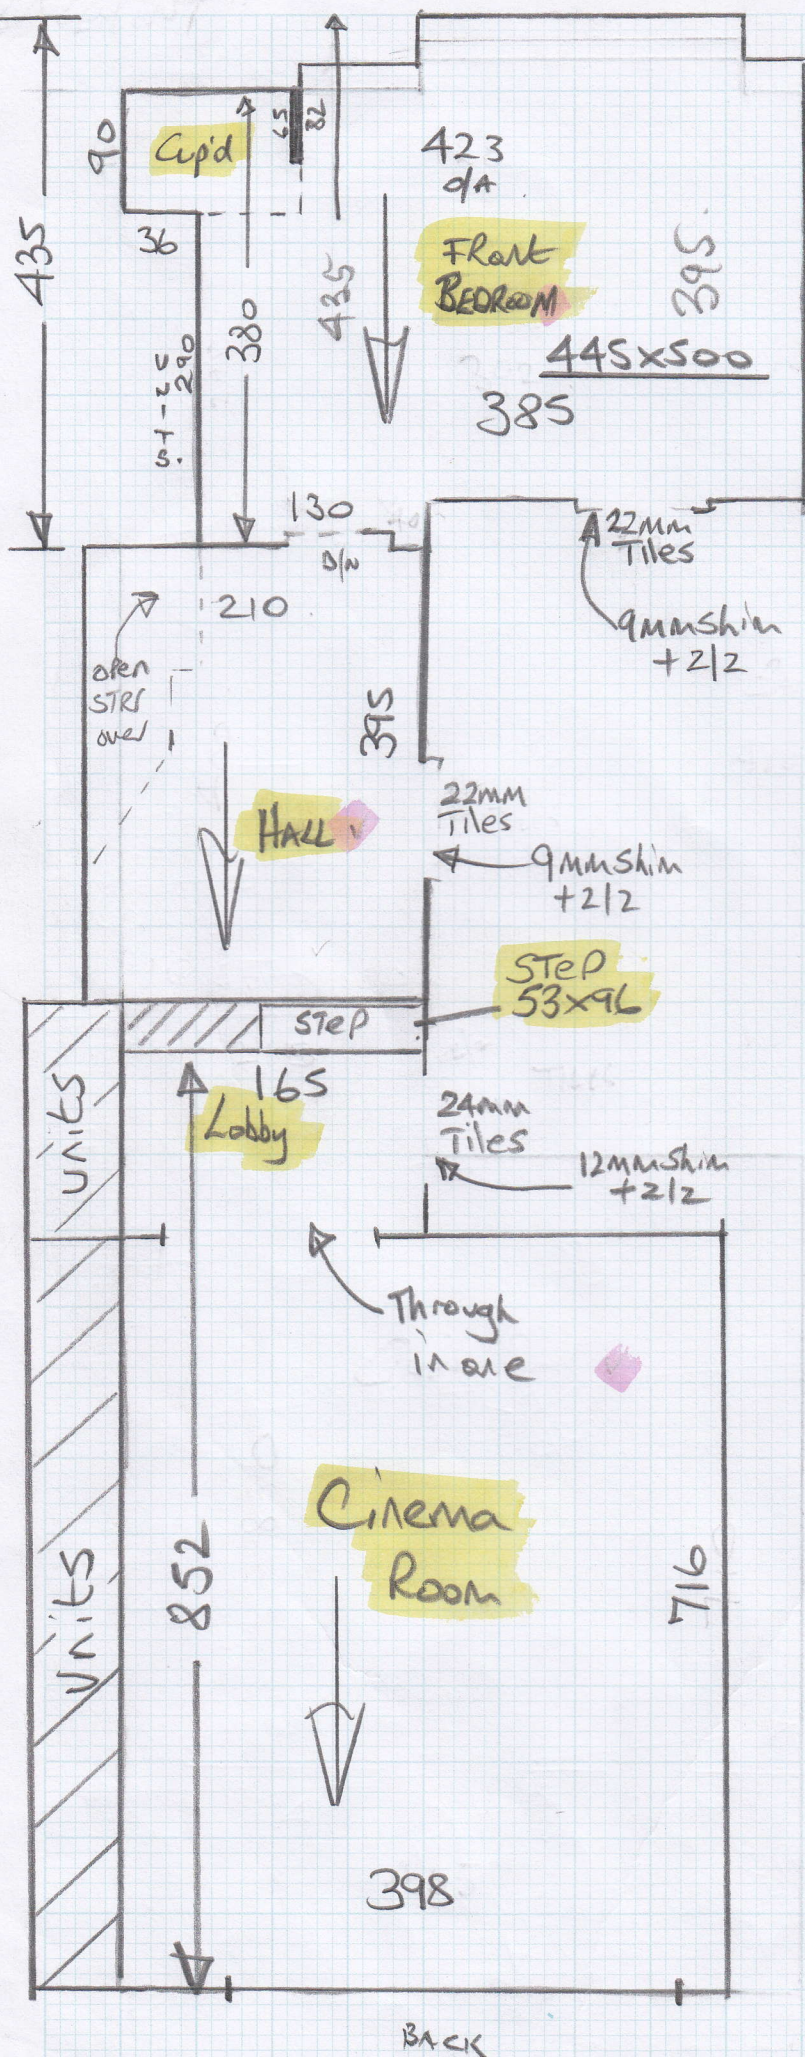 90
Cup'd
65
82
435
36
380
435
290
423
O/A
FRont
BEDROOM
395
445x500
385
130
D/N
210
open
STRS
over
395
HALL
22mm
Tiles
9mmShim
+2/2
22mm
Tiles
9mmShim
+2/2
STeP
53x96
STeP
165
Lobby
units
24mm
Tiles
12mmShim
+2/2
Through
in one
Cinema
Room
units
852
716
398
BACK